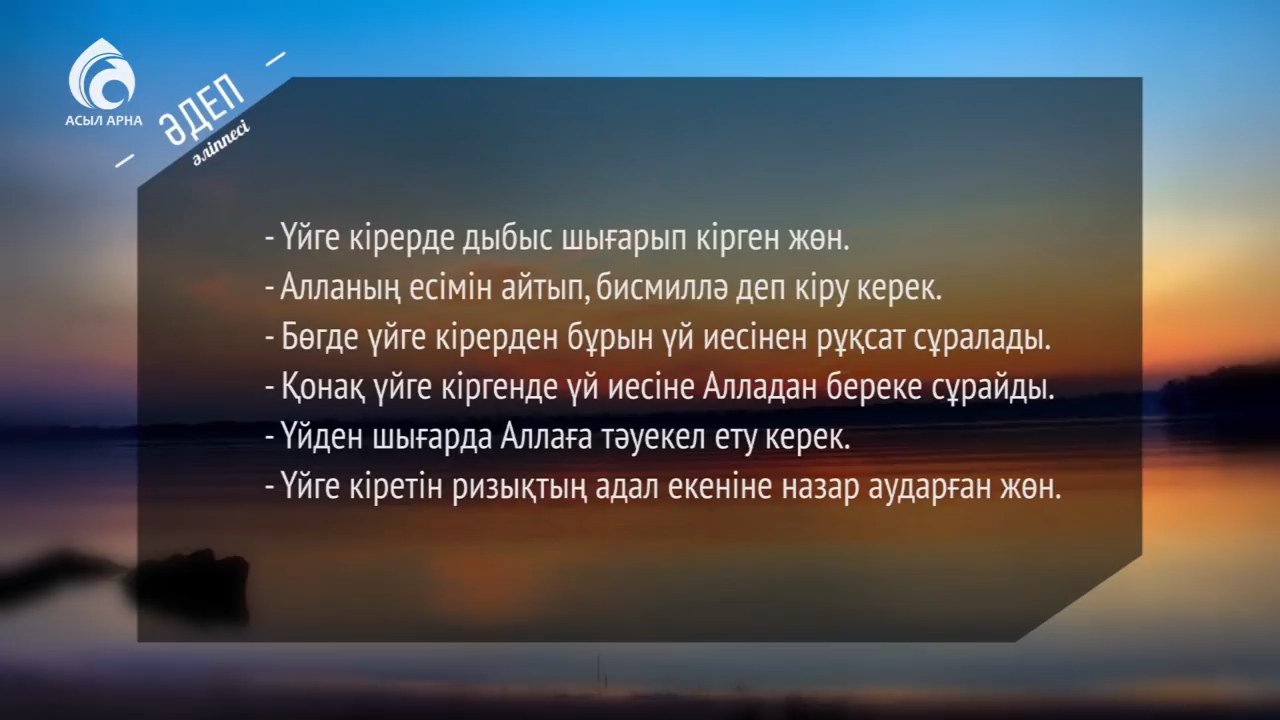 АСЫЛ АРНА
ӘДЕП
әліппесі
- Үйге кірерде дыбыс шығарып кірген жөн.
- Алланың есімін айтып, бисмиллә деп кіру керек.
- Бөгде үйге кірерден бұрын үй иесінен рұқсат сұралады.
- Қонақ үйге кіргенде үй иесіне Алладан береке сұрайды.
- Үйден шығарда Аллаға тәуекел ету керек.
- Үйге кіретін ризықтың адал екеніне назар аударған жөн.